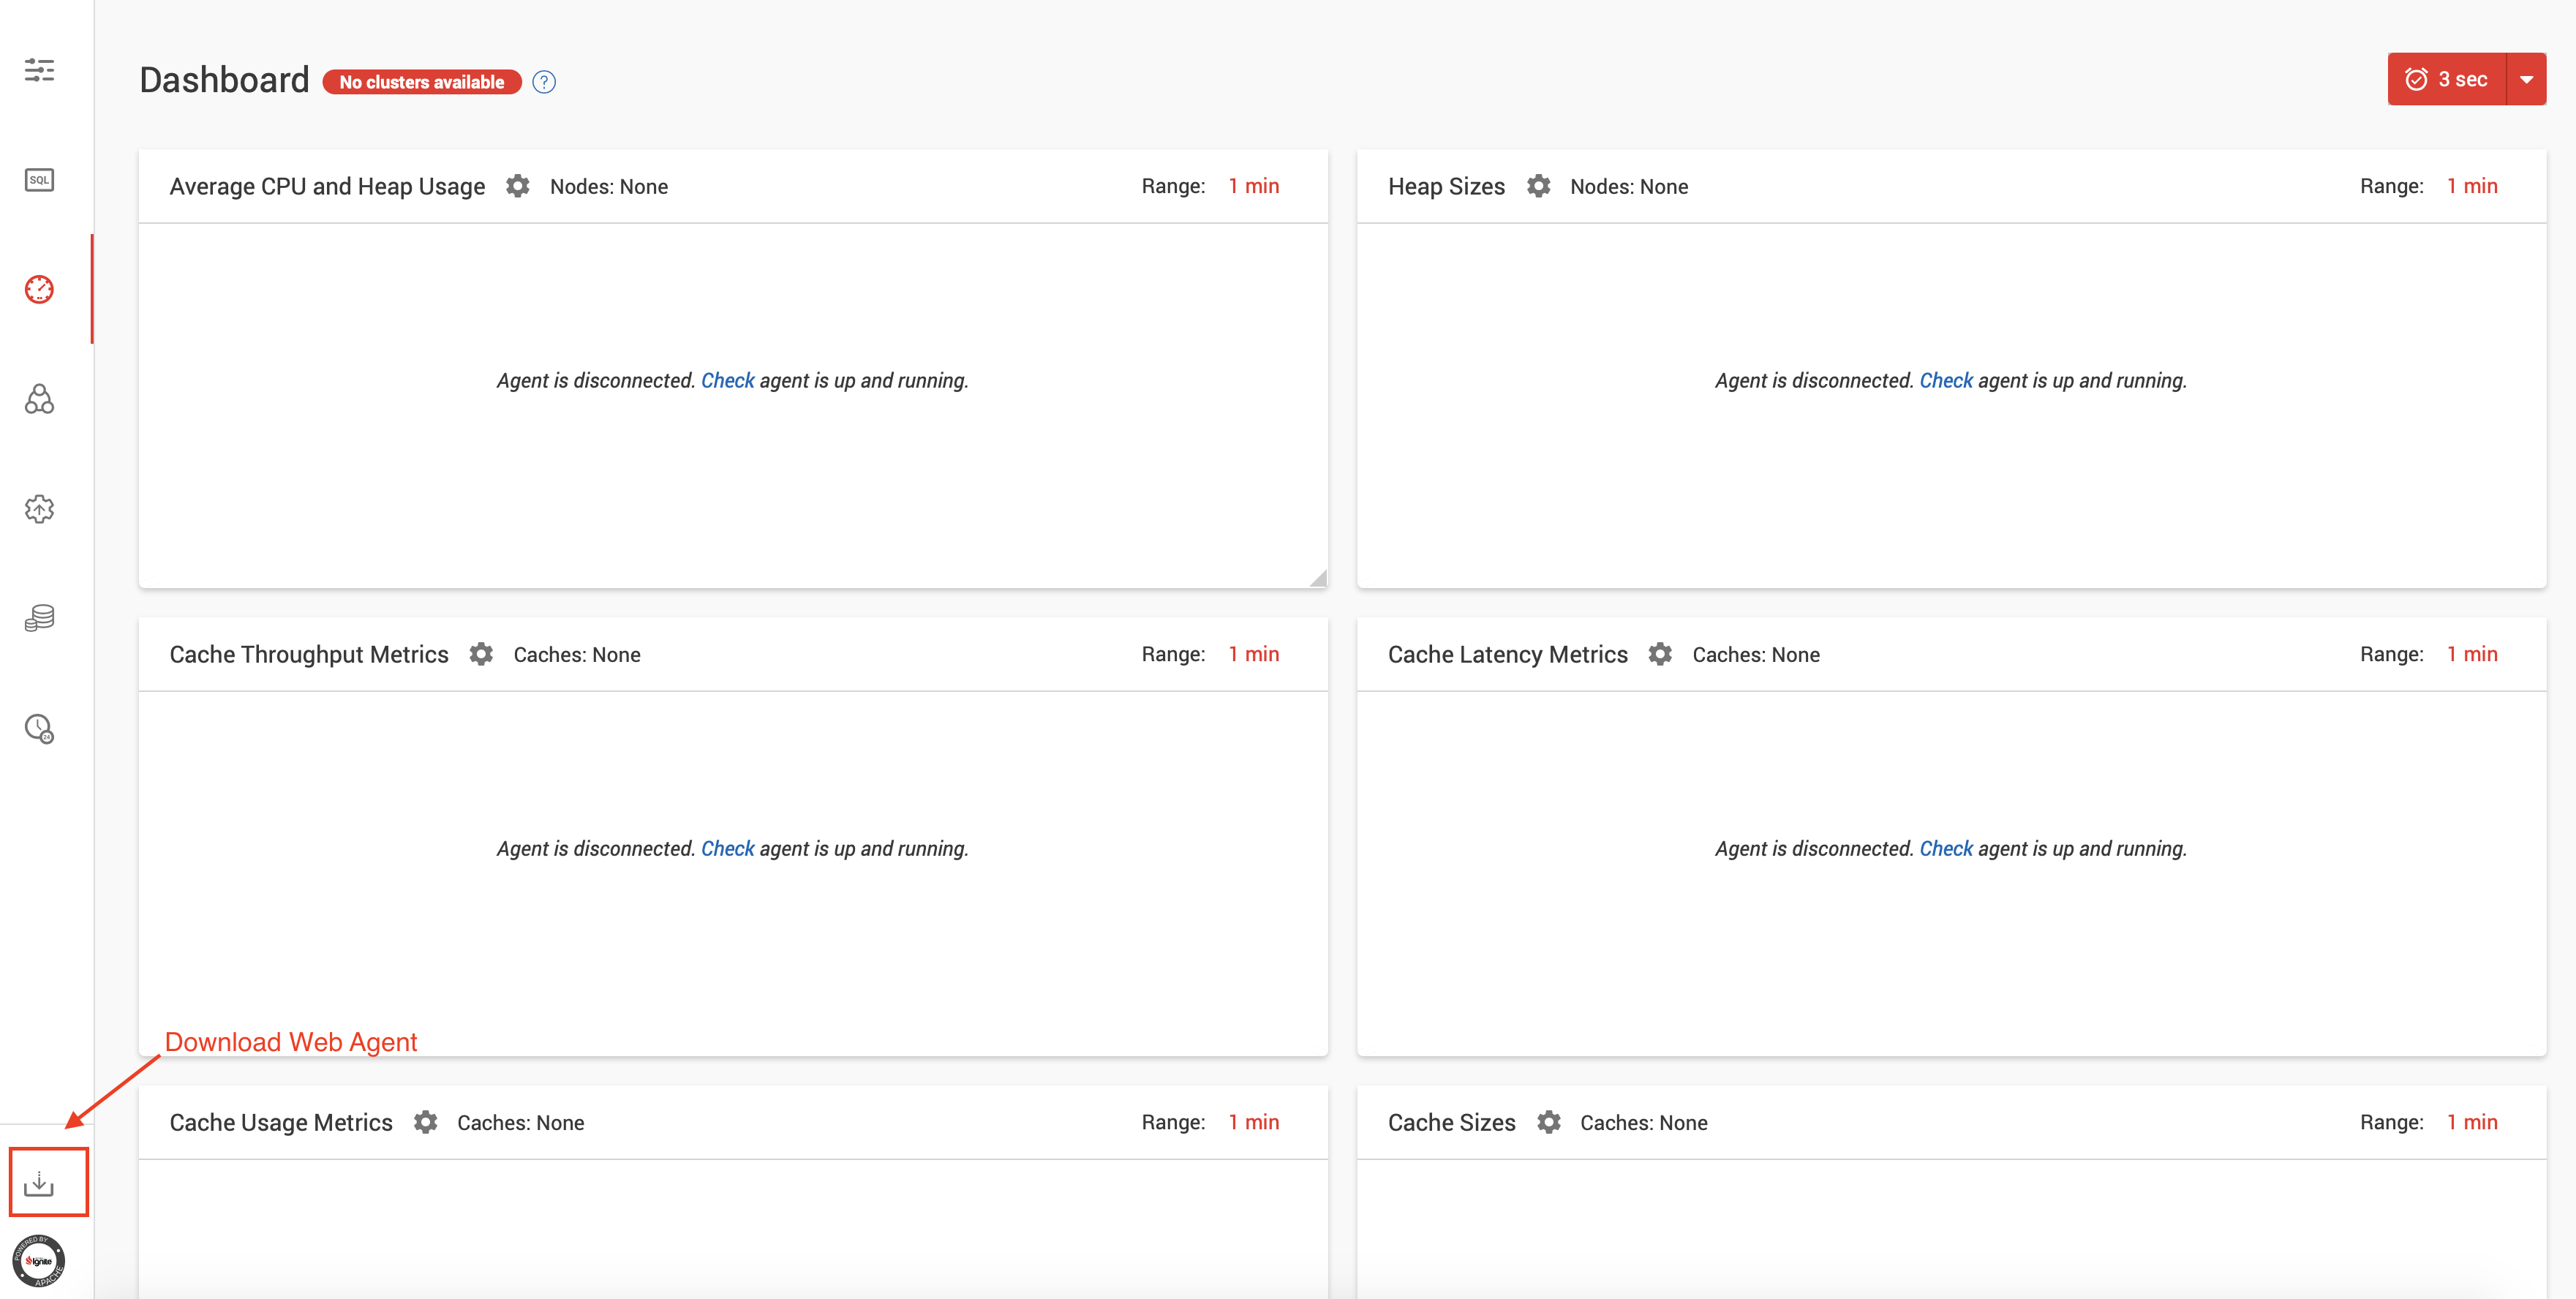 Dashboard No clusters available ?
3 sec
SQL
Average CPU and Heap Usage Nodes: None Range: 1 min
Heap Sizes Nodes: None Range: 1 min
Agent is disconnected. Check agent is up and running.
Agent is disconnected. Check agent is up and running.
Cache Throughput Metrics Caches: None Range: 1 min
Cache Latency Metrics Caches: None Range: 1 min
24
Agent is disconnected. Check agent is up and running.
Agent is disconnected. Check agent is up and running.
Download Web Agent
Cache Usage Metrics Caches: None Range: 1 min
Cache Sizes Caches: None Range: 1 min
POWERED BY
Ignite
APACHE